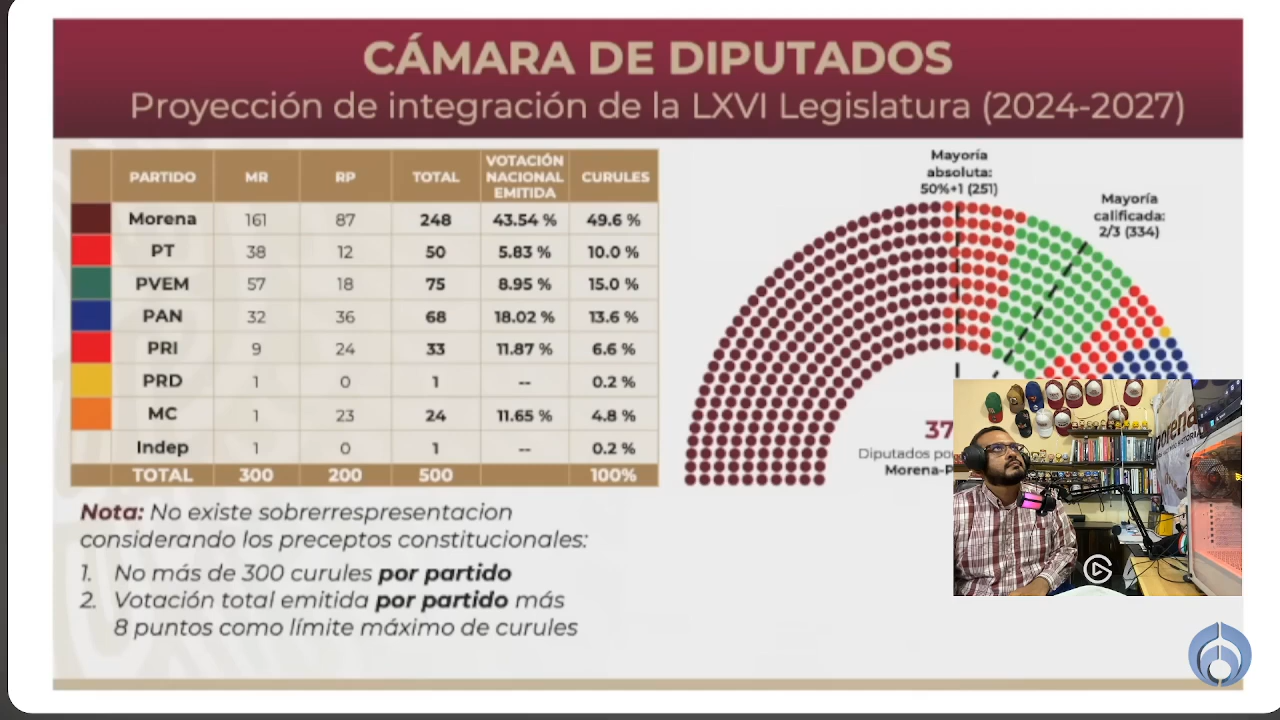 CÁMARA DE DIPUTADOS
Proyección de integración de la LXVI Legislatura (2024-2027)
PARTIDO MR RP TOTAL VOTACIÓN NACIONAL EMITIDA CURULES
Morena 161 87 248 43.54 % 49.6 %
PT 38 12 50 5.83 % 10.0 %
PVEM 57 18 75 8.95 % 15.0 %
PAN 32 36 68 18.02 % 13.6 %
PRI 9 24 33 11.87 % 6.6 %
PRD 1 0 1 -- 0.2 %
MC 1 23 24 11.65 % 4.8 %
Indep 1 0 1 -- 0.2 %
TOTAL 300 200 500 100%
Nota: No existe sobrerrespresentacion
considerando los preceptos constitucionales:
1. No más de 300 curules por partido
2. Votación total emitida por partido más
8 puntos como límite máximo de curules
Mayoría
absoluta:
50%+1 (251)
Mayoría
calificada:
2/3 (334)
37
Diputados po
Morena-P
morena